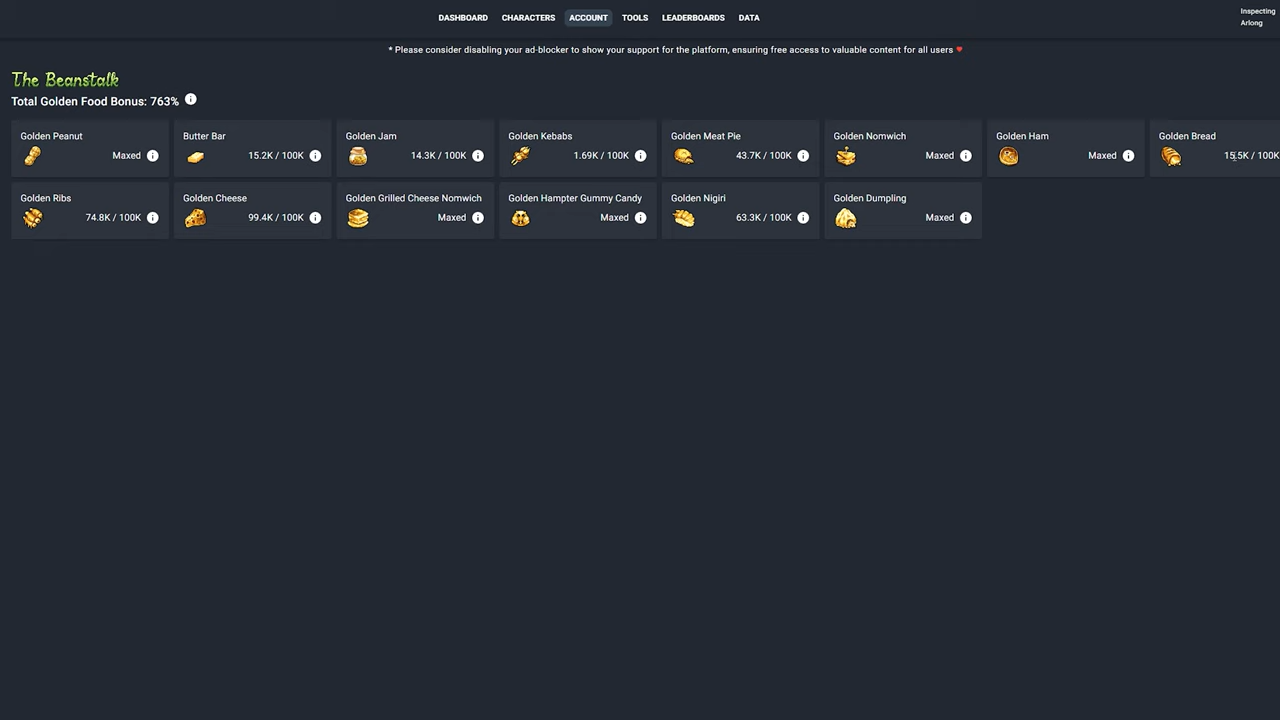 DASHBOARD CHARACTERS ACCOUNT TOOLS LEADERBOARDS DATA
Inspecting
Arlong
* Please consider disabling your ad-blocker to show your support for the platform, ensuring free access to valuable content for all users
The Beanstalk
Total Golden Food Bonus: 763%
Golden Peanut Butter Bar Golden Jam Golden Kebabs Golden Meat Pie Golden Nomwich Golden Ham Golden Bread
Maxed 15.2K / 100K 14.3K / 100K 1.69K / 100K 43.7K / 100K Maxed Maxed 15.5K / 100K
Golden Ribs Golden Cheese Golden Grilled Cheese Nomwich Golden Hampter Gummy Candy Golden Nigiri Golden Dumpling
74.8K / 100K 99.4K / 100K Maxed Maxed 63.3K / 100K Maxed